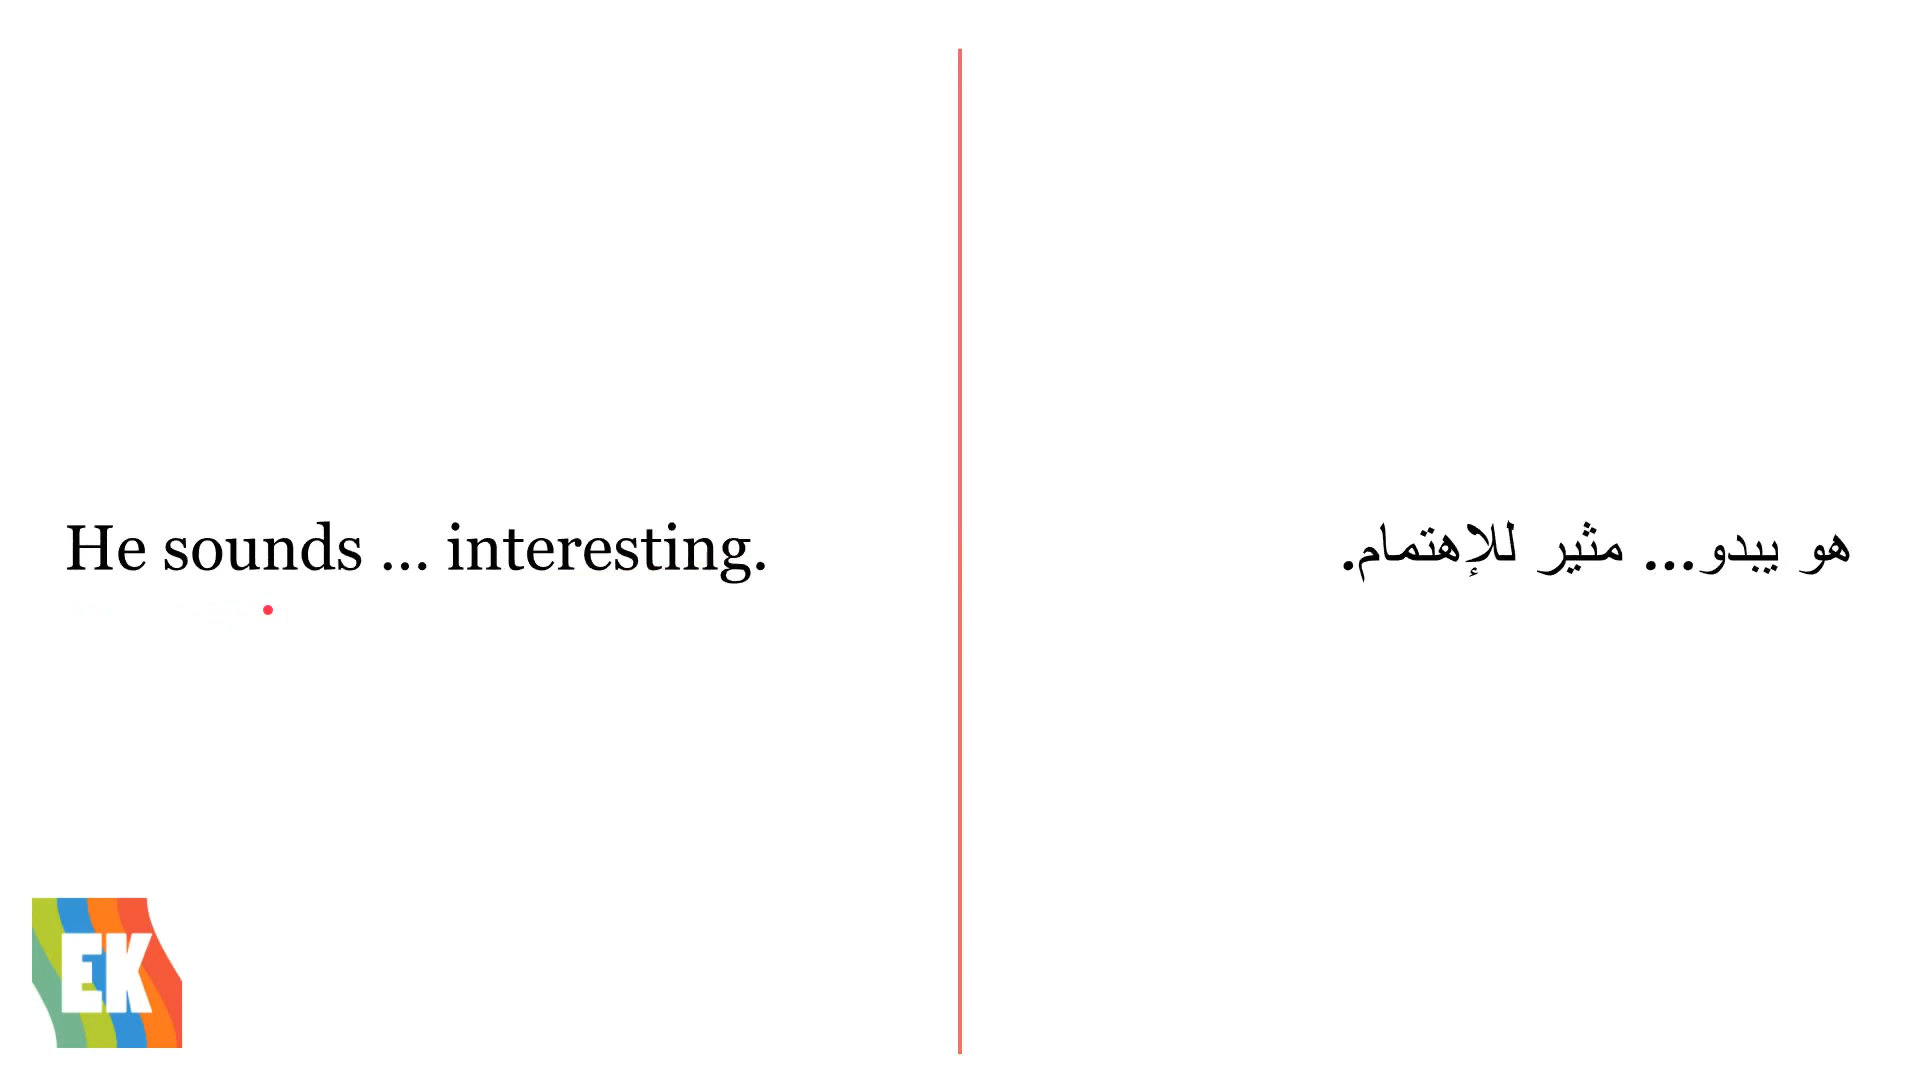 He sounds ... interesting.
هو يبدو... مثير للإهتمام.
EK